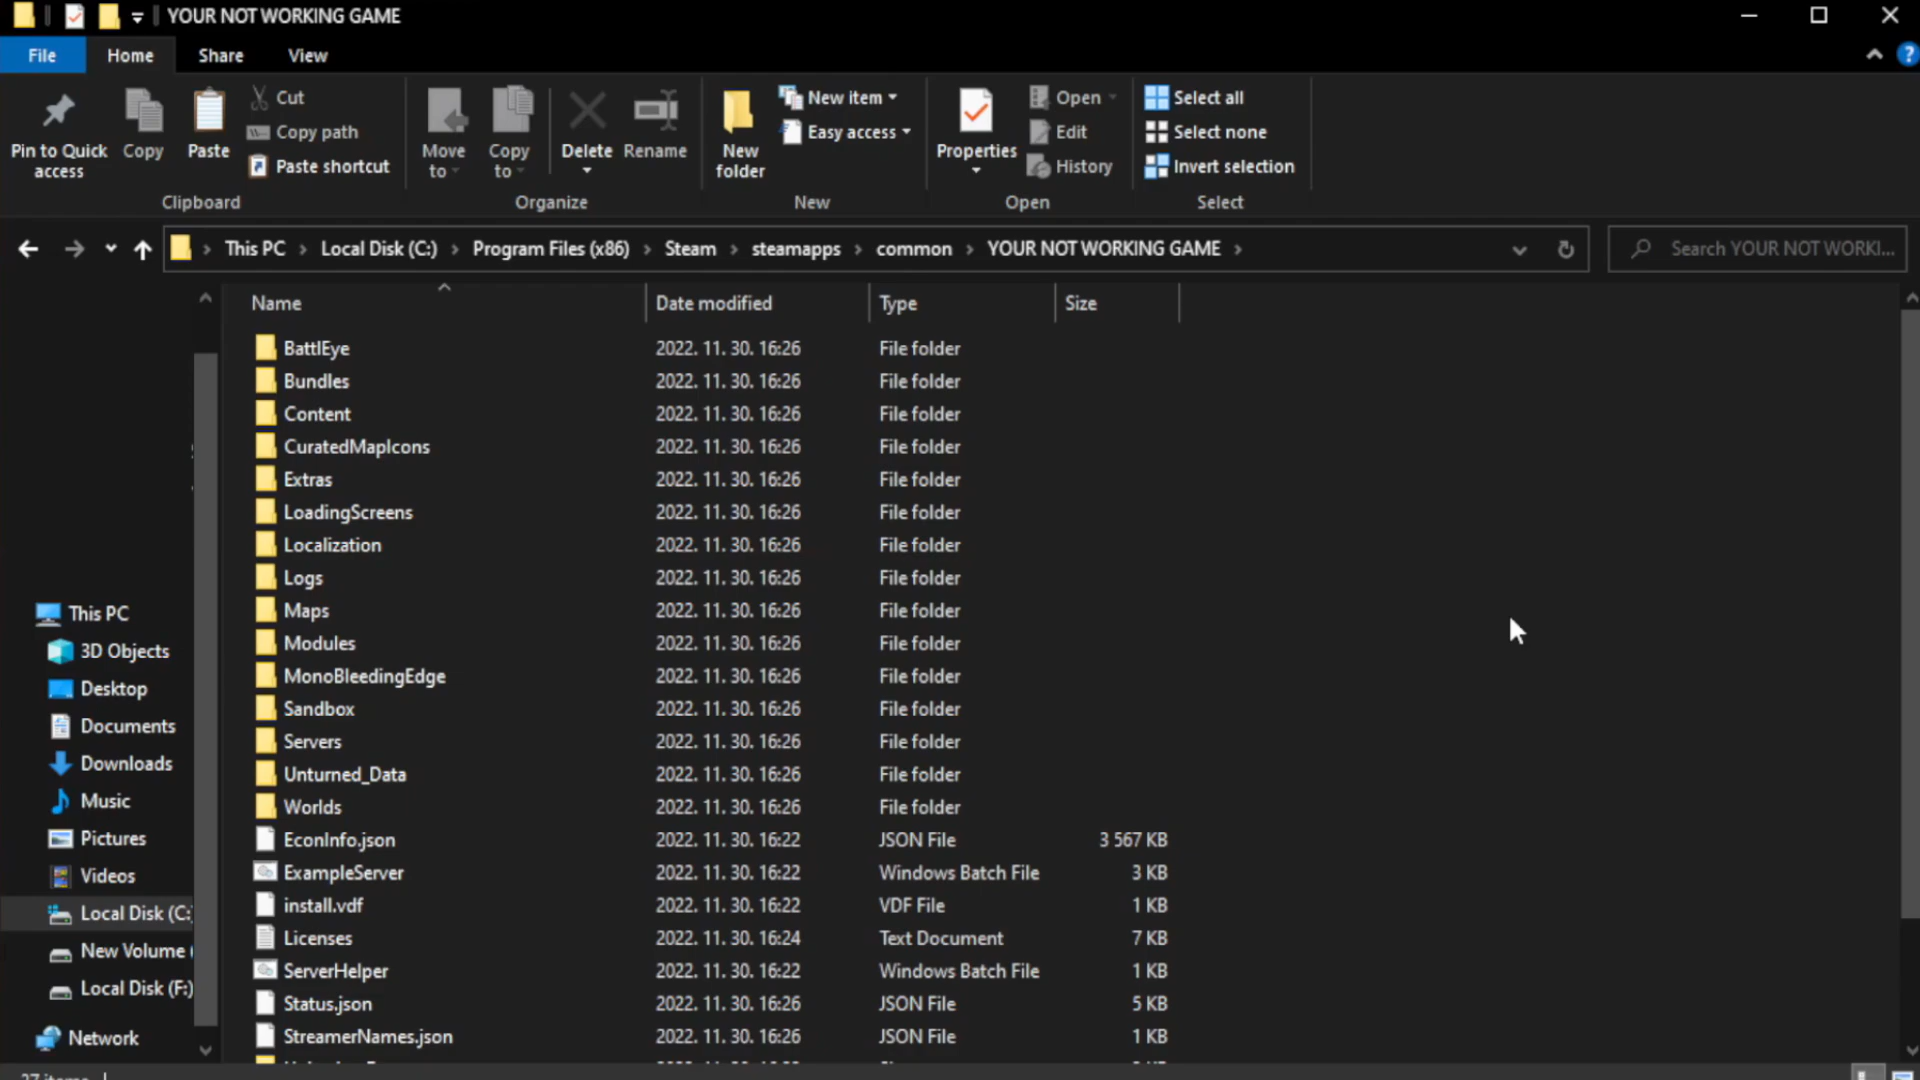 YOUR NOT WORKING GAME
File
Home
Share
View
Pin to Quick access
Copy
Paste
Cut
Copy path
Paste shortcut
Clipboard
Move to
Copy to
Delete
Rename
Organize
New folder
New item
Easy access
New
Properties
Open
Edit
History
Open
Select all
Select none
Invert selection
Select
This PC > Local Disk (C:) > Program Files (x86) > Steam > steamapps > common > YOUR NOT WORKING GAME >
Search YOUR NOT WORKI...
This PC
3D Objects
Desktop
Documents
Downloads
Music
Pictures
Videos
Local Disk (C:
New Volume (
Local Disk (F:)
Network
Name Date modified Type Size
BattlEye 2022. 11. 30. 16:26 File folder
Bundles 2022. 11. 30. 16:26 File folder
Content 2022. 11. 30. 16:26 File folder
CuratedMapIcons 2022. 11. 30. 16:26 File folder
Extras 2022. 11. 30. 16:26 File folder
LoadingScreens 2022. 11. 30. 16:26 File folder
Localization 2022. 11. 30. 16:26 File folder
Logs 2022. 11. 30. 16:26 File folder
Maps 2022. 11. 30. 16:26 File folder
Modules 2022. 11. 30. 16:26 File folder
MonoBleedingEdge 2022. 11. 30. 16:26 File folder
Sandbox 2022. 11. 30. 16:26 File folder
Servers 2022. 11. 30. 16:26 File folder
Unturned_Data 2022. 11. 30. 16:26 File folder
Worlds 2022. 11. 30. 16:26 File folder
EconInfo.json 2022. 11. 30. 16:22 JSON File 3 567 KB
ExampleServer 2022. 11. 30. 16:22 Windows Batch File 3 KB
install.vdf 2022. 11. 30. 16:22 VDF File 1 KB
Licenses 2022. 11. 30. 16:24 Text Document 7 KB
ServerHelper 2022. 11. 30. 16:22 Windows Batch File 1 KB
Status.json 2022. 11. 30. 16:26 JSON File 5 KB
StreamerNames.json 2022. 11. 30. 16:26 JSON File 1 KB